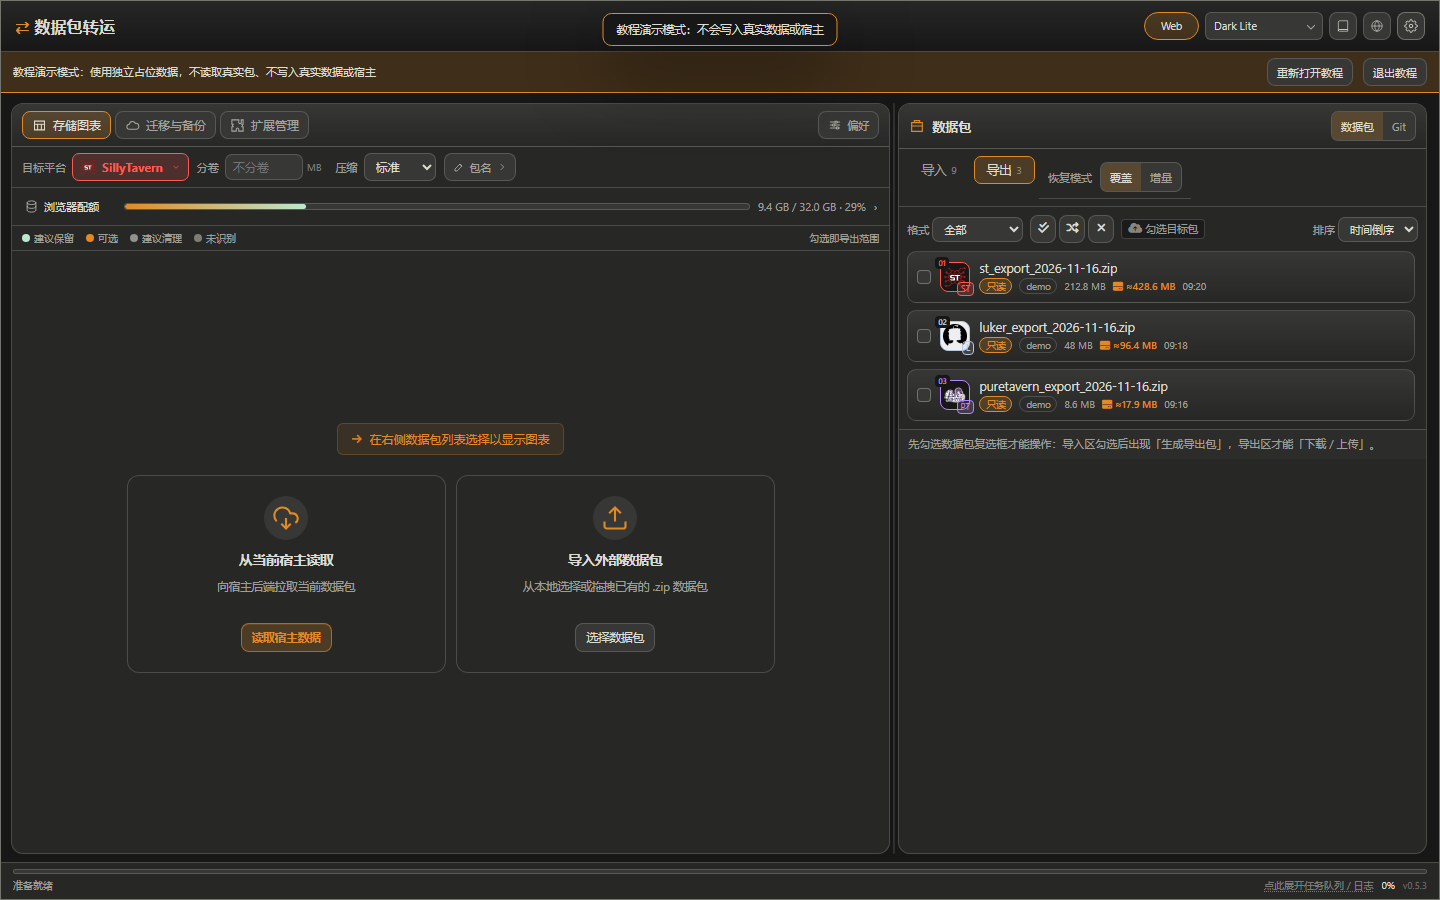 数据包转运
教程演示模式：不会写入真实数据或宿主
Web
Dark Lite
教程演示模式：使用独立占位数据，不读取真实包、不写入真实数据或宿主
重新打开教程
退出教程
存储图表
迁移与备份
扩展管理
偏好
目标平台
ST SillyTavern
分卷
不分卷
MB
压缩
标准
包名
浏览器配额
9.4 GB / 32.0 GB · 29%
建议保留
可选
建议清理
未识别
勾选即导出范围
在右侧数据包列表选择以显示图表
从当前宿主读取
向宿主后端拉取当前数据包
读取宿主数据
导入外部数据包
从本地选择或拖拽已有的 .zip 数据包
选择数据包
数据包
数据包
Git
导入 9
导出 3
恢复模式
覆盖
增量
格式
全部
勾选目标包
排序
时间倒序
01
ST
ST
st_export_2026-11-16.zip
只读
demo
212.8 MB
≈428.6 MB
09:20
02
L
luker_export_2026-11-16.zip
只读
demo
48 MB
≈96.4 MB
09:18
03
PT
puretavern_export_2026-11-16.zip
只读
demo
8.6 MB
≈17.9 MB
09:16
先勾选数据包复选框才能操作：导入区勾选后出现「生成导出包」，导出区才能「下载 / 上传」。
准备就绪
点此展开任务队列 / 日志
0%
v0.5.3